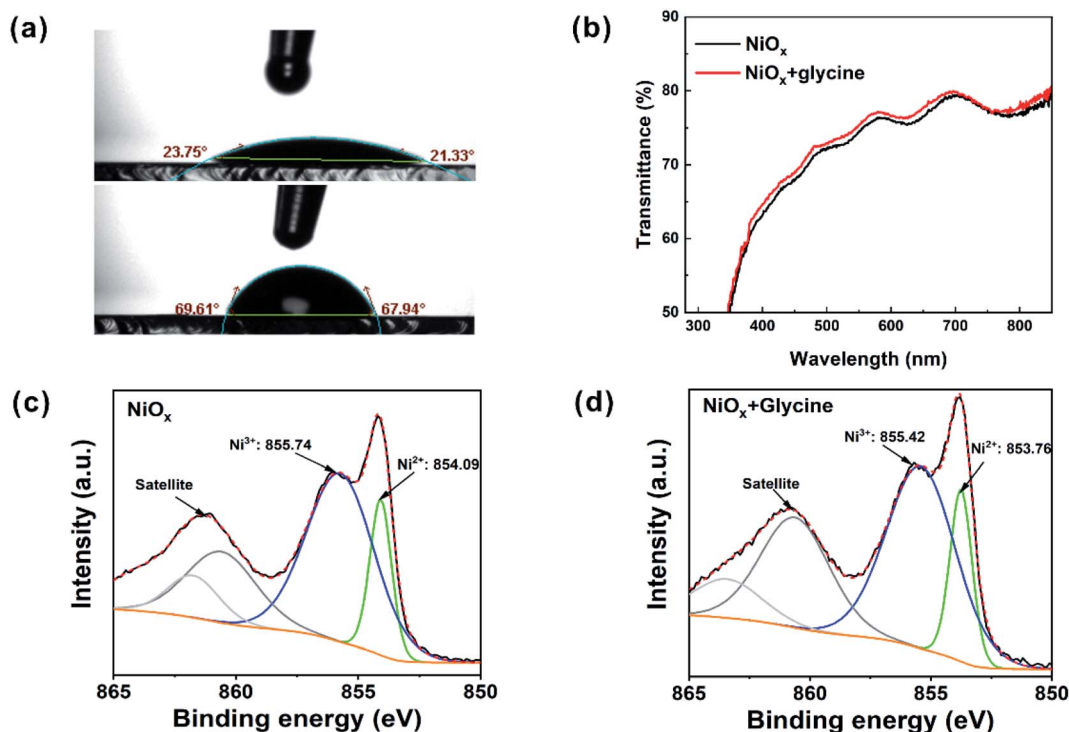 (a)
23.75°
21.33°
69.61°
67.94°
(b)
NiOx
NiOx+glycine
Transmittance (%)
90
80
70
60
50
300 400 500 600 700 800
Wavelength (nm)
(c)
NiOx
Ni3+: 855.74
Ni2+: 854.09
Satellite
Intensity (a.u.)
865 860 855 850
Binding energy (eV)
(d)
NiOx+Glycine
Ni3+: 855.42
Ni2+: 853.76
Satellite
Intensity (a.u.)
865 860 855 850
Binding energy (eV)